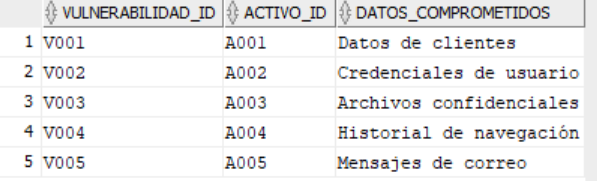 VULNERABILIDAD_ID ACTIVO_ID DATOS_COMPROMETIDOS
1 V001 A001 Datos de clientes
2 V002 A002 Credenciales de usuario
3 V003 A003 Archivos confidenciales
4 V004 A004 Historial de navegación
5 V005 A005 Mensajes de correo